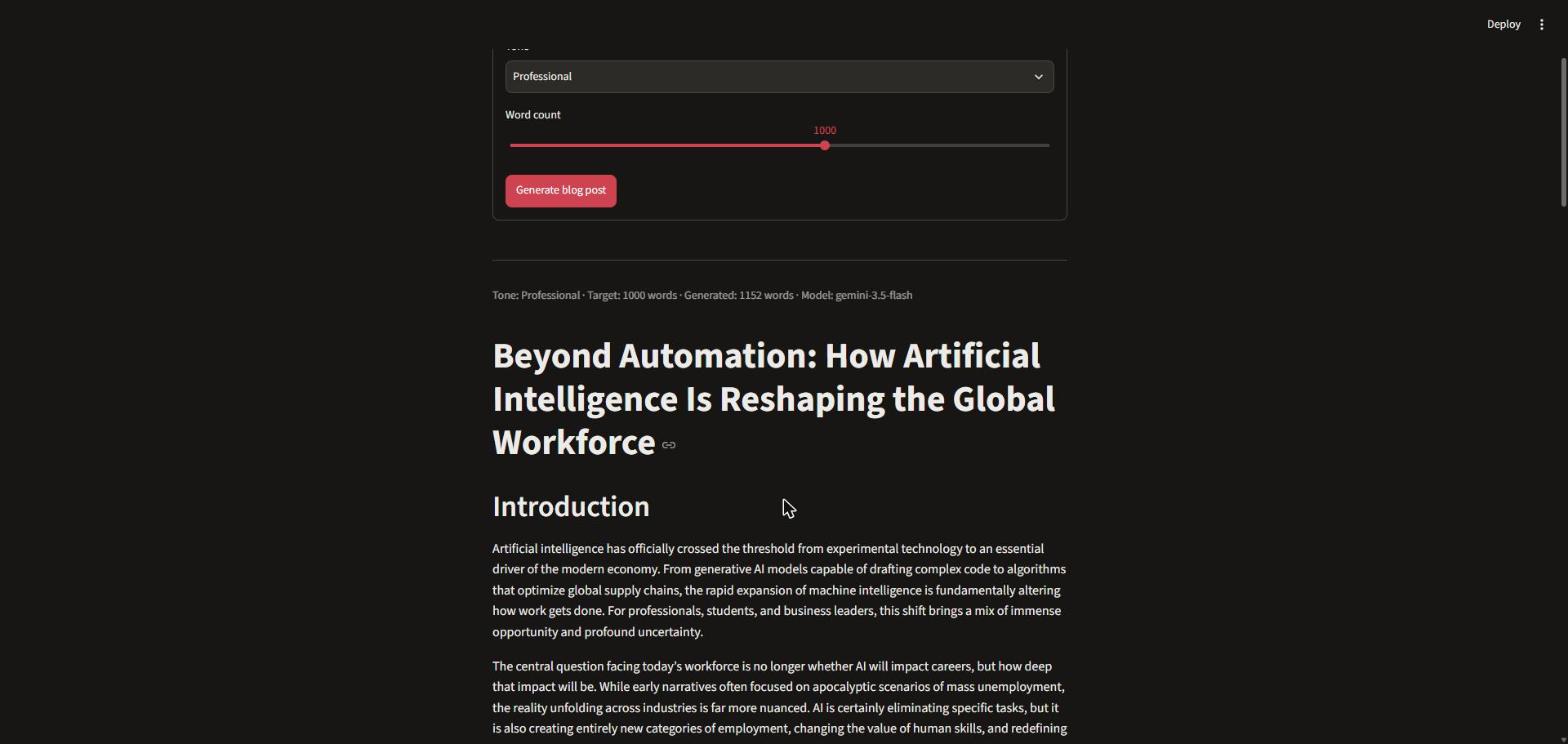 Deploy
Professional
Word count
1000
Generate blog post
Tone: Professional · Target: 1000 words · Generated: 1152 words · Model: gemini-3.5-flash
Beyond Automation: How Artificial
Intelligence Is Reshaping the Global
Workforce
Introduction
Artificial intelligence has officially crossed the threshold from experimental technology to an essential
driver of the modern economy. From generative AI models capable of drafting complex code to algorithms
that optimize global supply chains, the rapid expansion of machine intelligence is fundamentally altering
how work gets done. For professionals, students, and business leaders, this shift brings a mix of immense
opportunity and profound uncertainty.
The central question facing today's workforce is no longer whether AI will impact careers, but how deep
that impact will be. While early narratives often focused on apocalyptic scenarios of mass unemployment,
the reality unfolding across industries is far more nuanced. AI is certainly eliminating specific tasks, but it
is also creating entirely new categories of employment, changing the value of human skills, and redefining